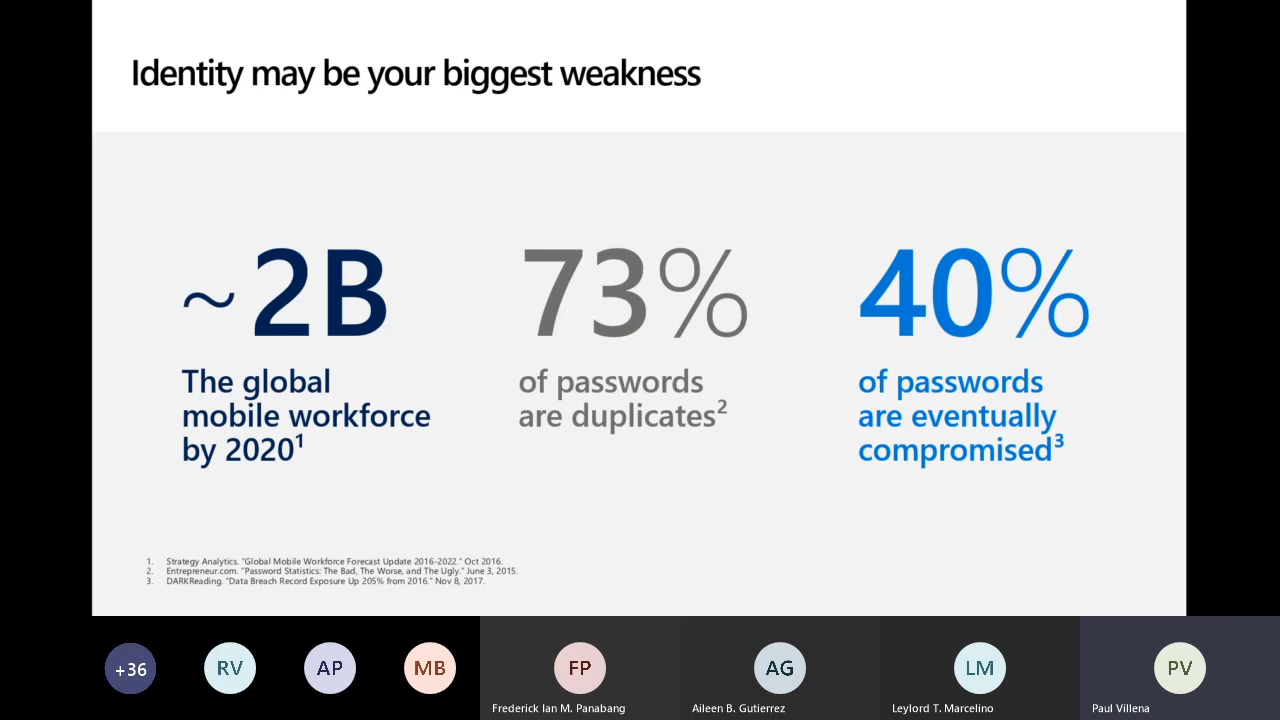 Identity may be your biggest weakness
~2B
The global
mobile workforce
by 2020¹
73%
of passwords
are duplicates²
40%
of passwords
are eventually
compromised³
1. Strategy Analytics. "Global Mobile Workforce Forecast Update 2016-2022." Oct 2016.
2. Entrepreneur.com. "Password Statistics: The Bad, The Worse, and The Ugly." June 3, 2015.
3. DARKReading. "Data Breach Record Exposure Up 205% from 2016." Nov 8, 2017.
+36
RV
AP
MB
FP
AG
LM
PV
Frederick Ian M. Panabang
Aileen B. Gutierrez
Leylord T. Marcelino
Paul Villena